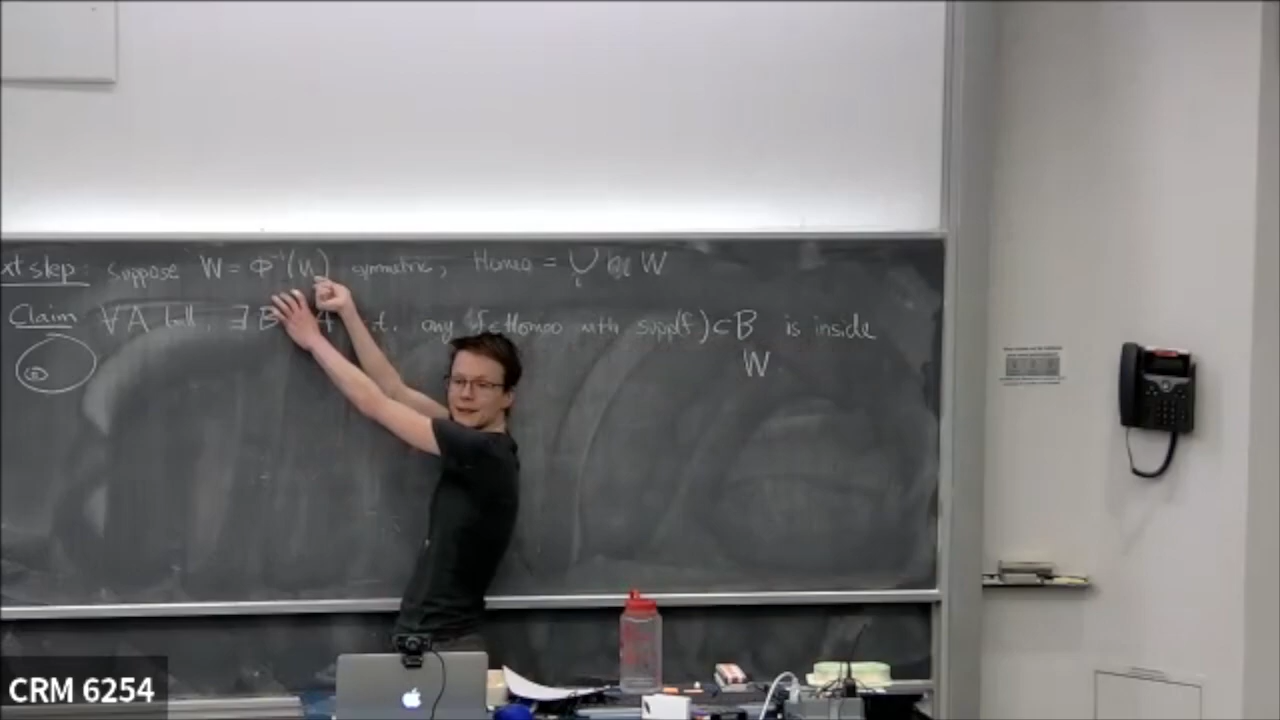 xt step: suppose W = Φ⁻¹(U) symmetric, Homeo = ⋃ W
Claim ∀ A ball, ∃ B A s.t. any f ∈ Homeo with supp(f) ⊂ B is inside
W
CRM 6254